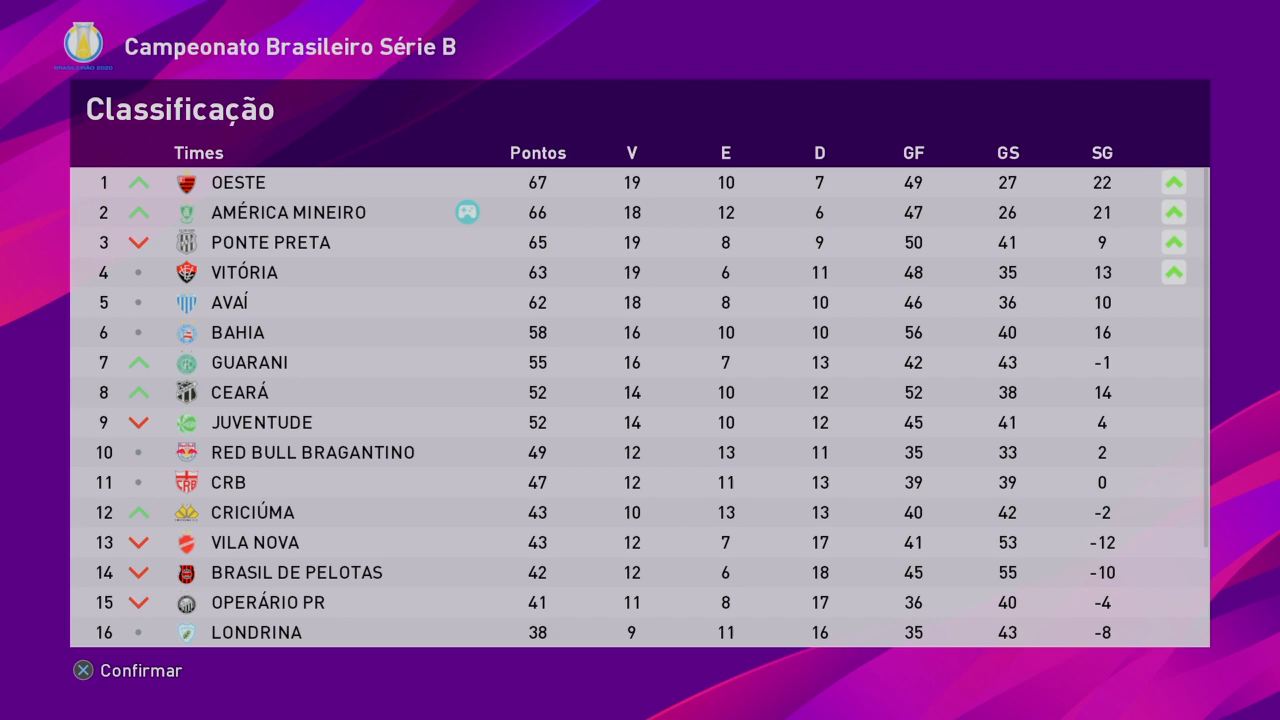 Campeonato Brasileiro Série B
BRASILEIRÃO 2020
Classificação
Times Pontos V E D GF GS SG
1 OESTE 67 19 10 7 49 27 22
2 AMÉRICA MINEIRO 66 18 12 6 47 26 21
3 PONTE PRETA 65 19 8 9 50 41 9
4 VITÓRIA 63 19 6 11 48 35 13
5 AVAÍ 62 18 8 10 46 36 10
6 BAHIA 58 16 10 10 56 40 16
7 GUARANI 55 16 7 13 42 43 -1
8 CEARÁ 52 14 10 12 52 38 14
9 JUVENTUDE 52 14 10 12 45 41 4
10 RED BULL BRAGANTINO 49 12 13 11 35 33 2
11 CRB 47 12 11 13 39 39 0
12 CRICIÚMA 43 10 13 13 40 42 -2
13 VILA NOVA 43 12 7 17 41 53 -12
14 BRASIL DE PELOTAS 42 12 6 18 45 55 -10
15 OPERÁRIO PR 41 11 8 17 36 40 -4
16 LONDRINA 38 9 11 16 35 43 -8
Confirmar